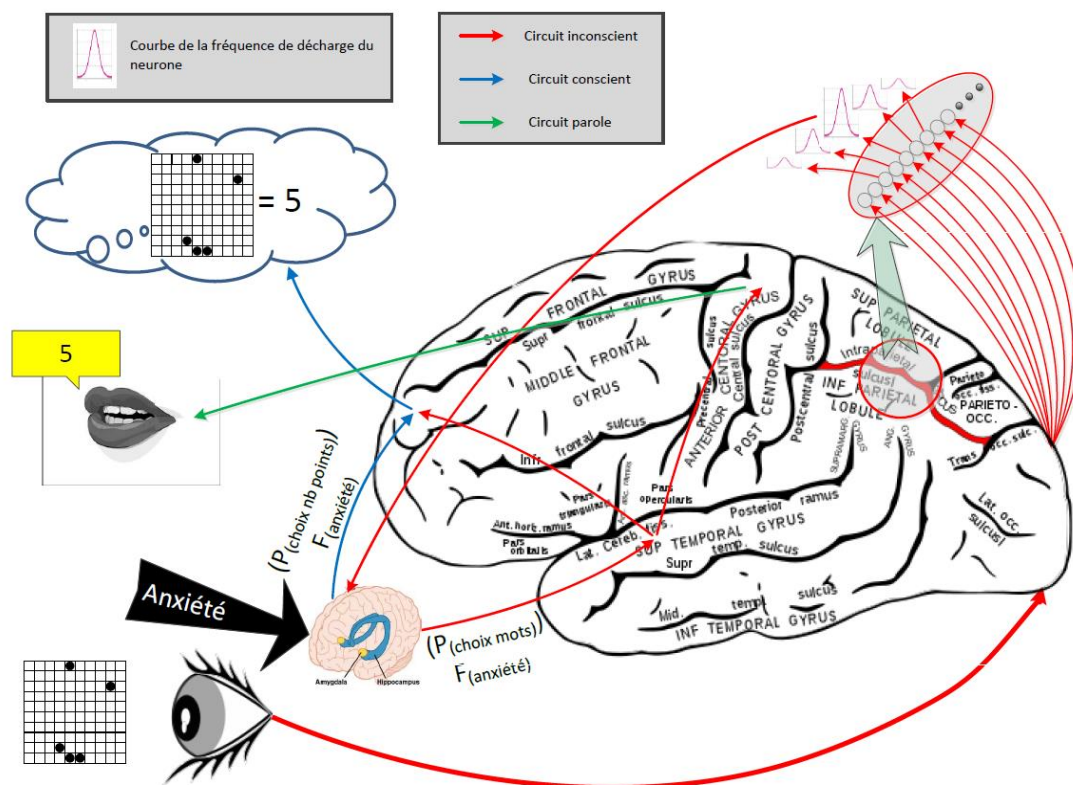 Courbe de la fréquence de décharge du
neurone
Circuit inconscient
Circuit conscient
Circuit parole
= 5
5
SUP FRONTAL GYRUS
Supr frontal sulcus
MIDDLE FRONTAL
GYRUS
Infr frontal sulcus
Precentral sulcus
ANTERIOR CENTORAL GYRUS
Central sulcus
POST CENTORAL GYRUS
Postcentral sulcus
SUP PARIETAL
LOBULE
Intraparietal
sulcus
INF PARIETAL
LOBULE
SUPRAMARG
GYRUS
ANG.
GYRUS
Parieto
occ. fiss.
PARIETO-
OCC.
Trans occ. sulc.
Lat. occ.
sulcus
Pars
triangularis
Pars
opercularis
Ant. horiz. ramus
Pars
orbitalis
Lat. Cereb. fiss.
Posterior ramus
SUP TEMPORAL GYRUS
Supr temp. sulcus
Mid. temp. sulcus
INF TEMPORAL GYRUS
(P(choix nb points))
F(anxiété)
Anxiété
Amygdala
Hippocampus
(P(choix mots))
F(anxiété)